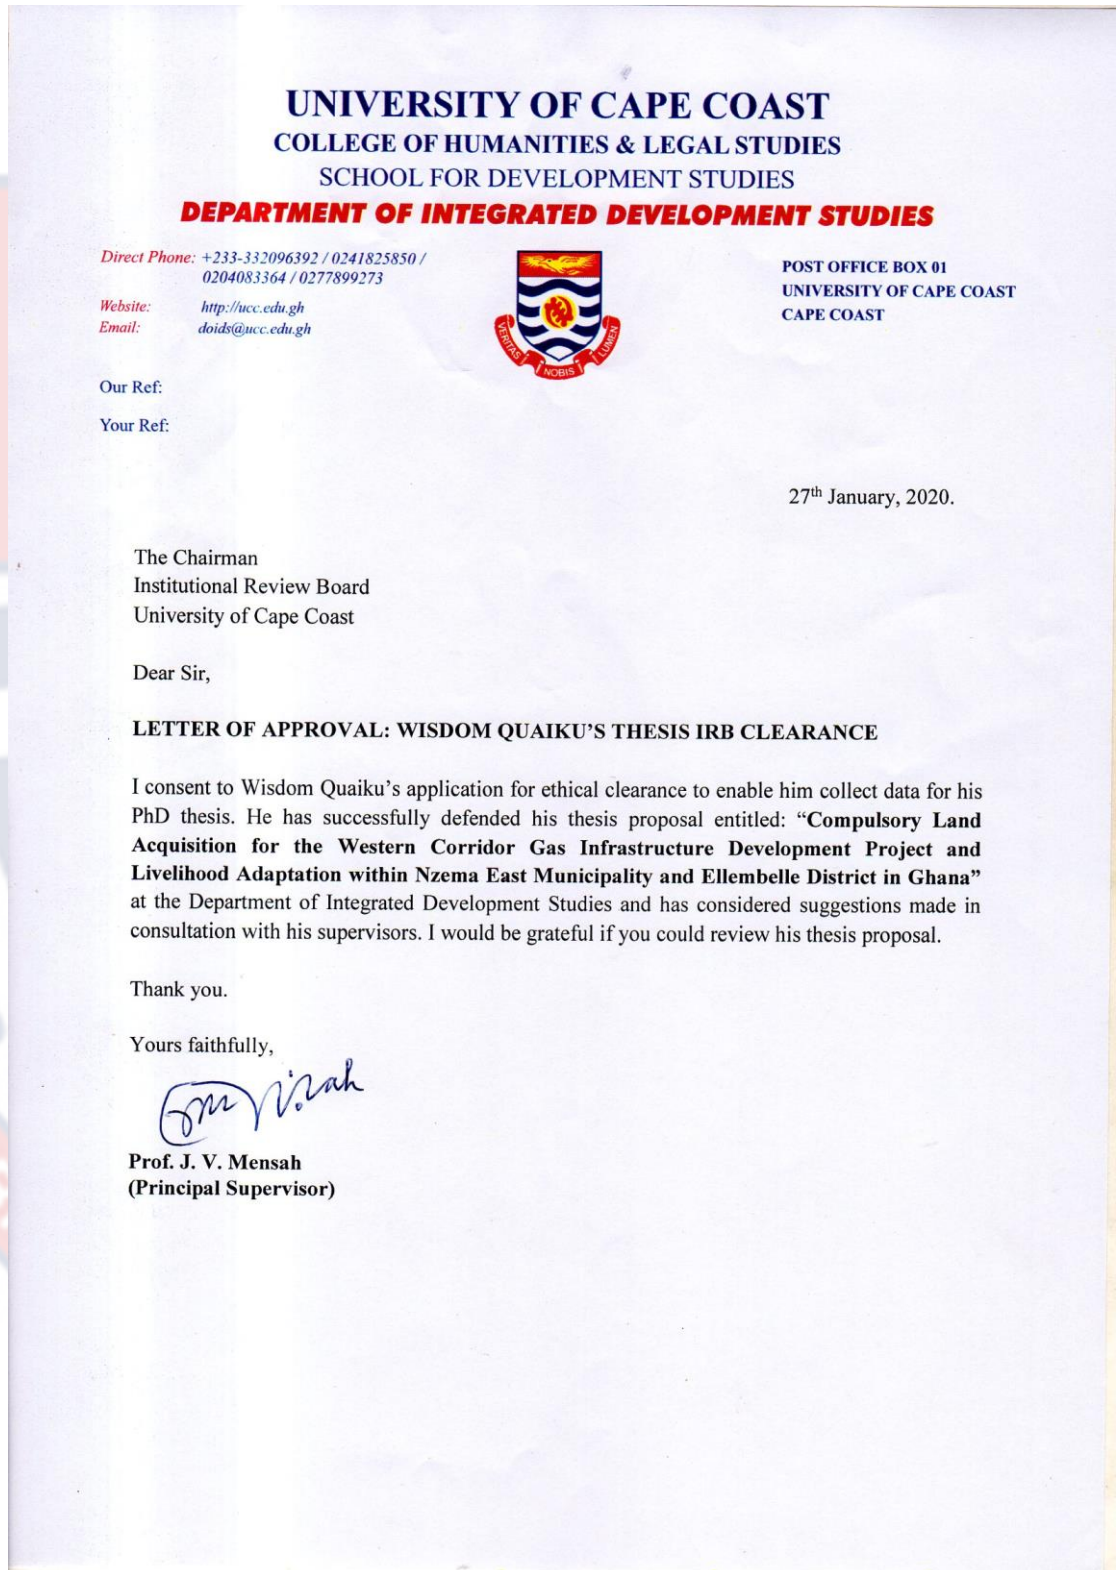 UNIVERSITY OF CAPE COAST
COLLEGE OF HUMANITIES & LEGAL STUDIES
SCHOOL FOR DEVELOPMENT STUDIES
DEPARTMENT OF INTEGRATED DEVELOPMENT STUDIES
Direct Phone: +233-332096392 / 0241825850 /
0204083364 / 0277899273
Website: http://ucc.edu.gh
Email: doids@ucc.edu.gh
VERITAS NOBIS LUMEN
POST OFFICE BOX 01
UNIVERSITY OF CAPE COAST
CAPE COAST
Our Ref:
Your Ref:
27th January, 2020.
The Chairman
Institutional Review Board
University of Cape Coast
Dear Sir,
LETTER OF APPROVAL: WISDOM QUAIKU’S THESIS IRB CLEARANCE
I consent to Wisdom Quaiku’s application for ethical clearance to enable him collect data for his
PhD thesis. He has successfully defended his thesis proposal entitled: “Compulsory Land
Acquisition for the Western Corridor Gas Infrastructure Development Project and
Livelihood Adaptation within Nzema East Municipality and Ellembelle District in Ghana”
at the Department of Integrated Development Studies and has considered suggestions made in
consultation with his supervisors. I would be grateful if you could review his thesis proposal.
Thank you.
Yours faithfully,
Prof. J. V. Mensah
(Principal Supervisor)